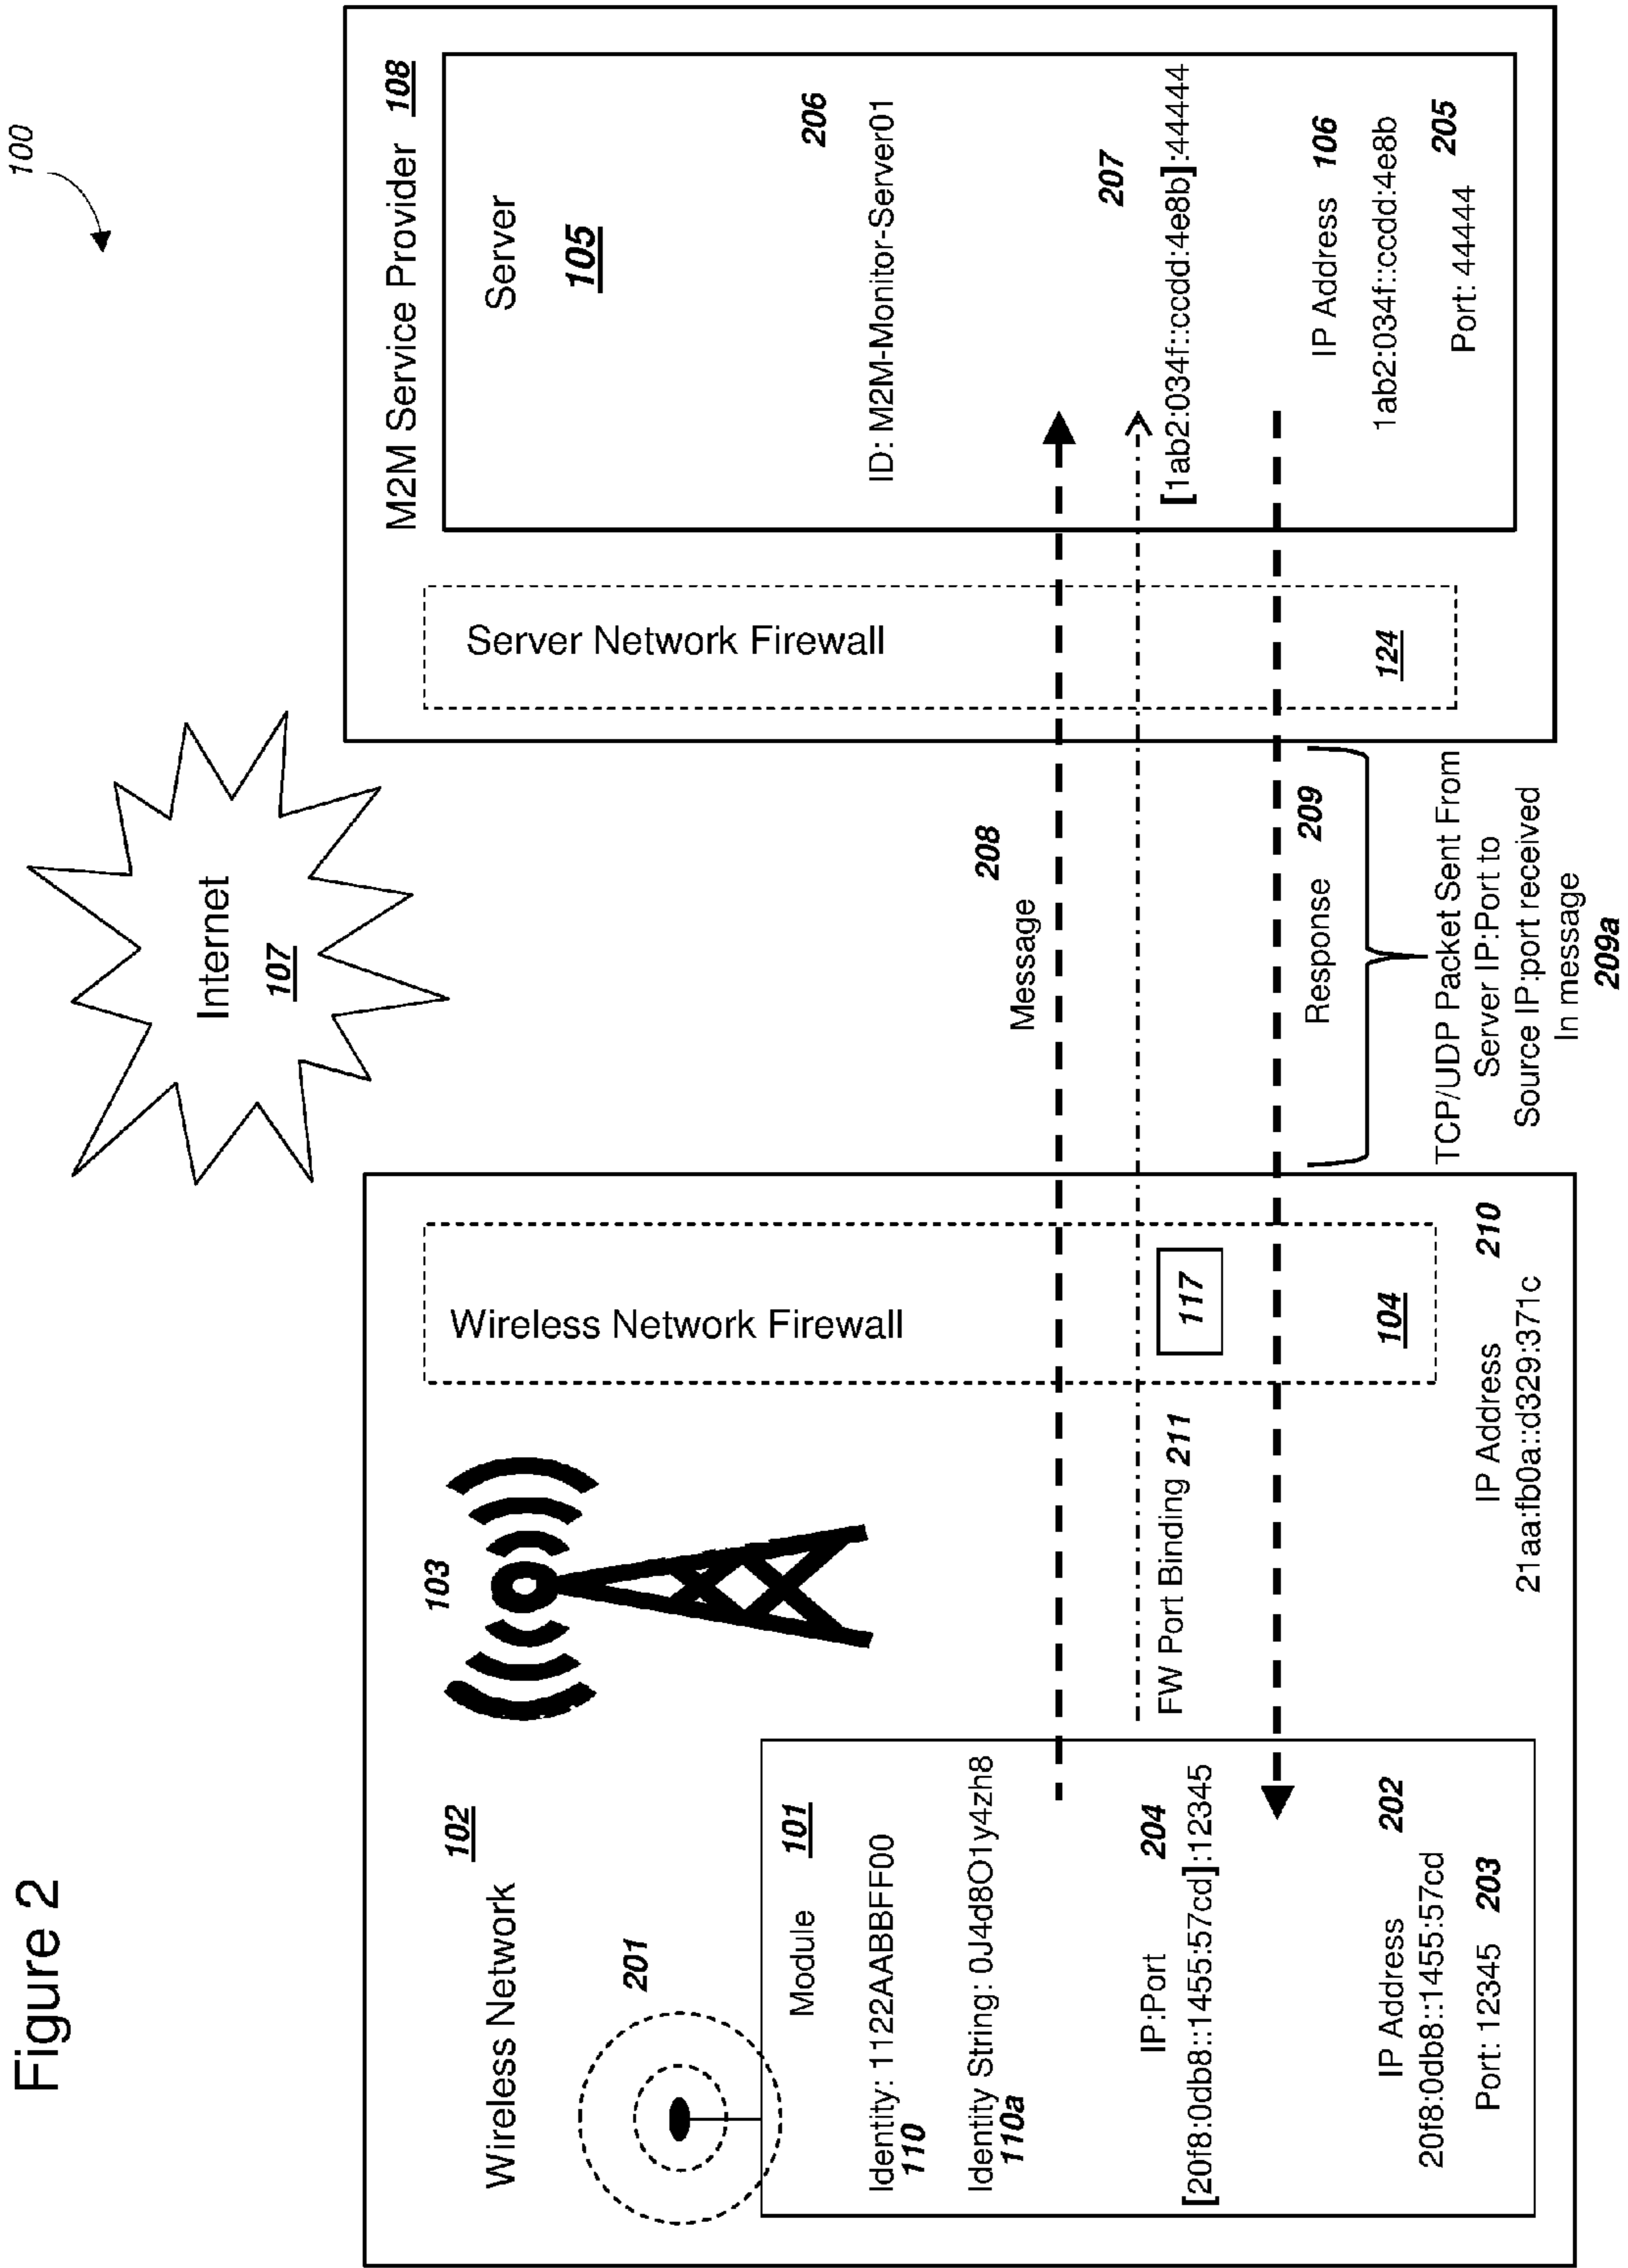 Figure 2
100
Internet
107
Wireless Network
102
103
201
Wireless Network Firewall
117
104
Module
101
Identity: 1122AABBFF00
110
Identity String: 0J4d8O1y4zh8
110a
IP:Port
204
[20f8:0db8::1455:57cd]:12345
IP Address
202
20f8:0db8::1455:57cd
Port: 12345 203
FW Port Binding 211
IP Address
210
21aa:fb0a::d329:371c
Message
208
Response 209
TCP/UDP Packet Sent From
Server IP:Port to
Source IP:port received
In message
209a
M2M Service Provider 108
Server Network Firewall
124
Server
105
206
ID: M2M-Monitor-Server01
207
[1ab2:034f::ccdd:4e8b]:44444
IP Address 106
1ab2:034f::ccdd:4e8b
Port: 44444
205